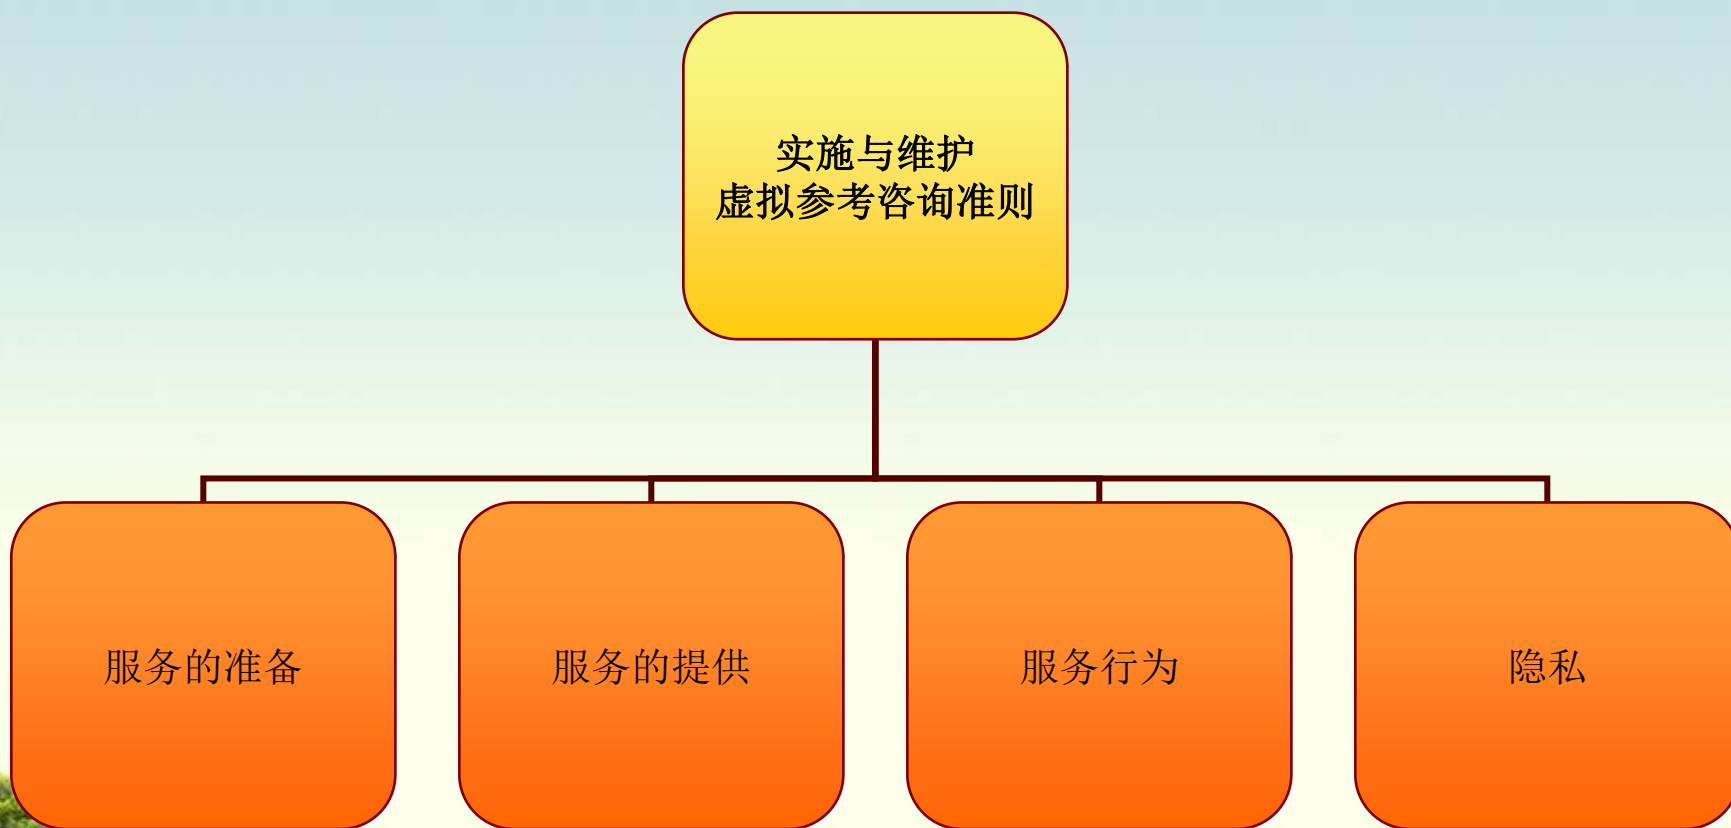 实施与维护
虚拟参考咨询准则
服务的准备
服务的提供
服务行为
隐私